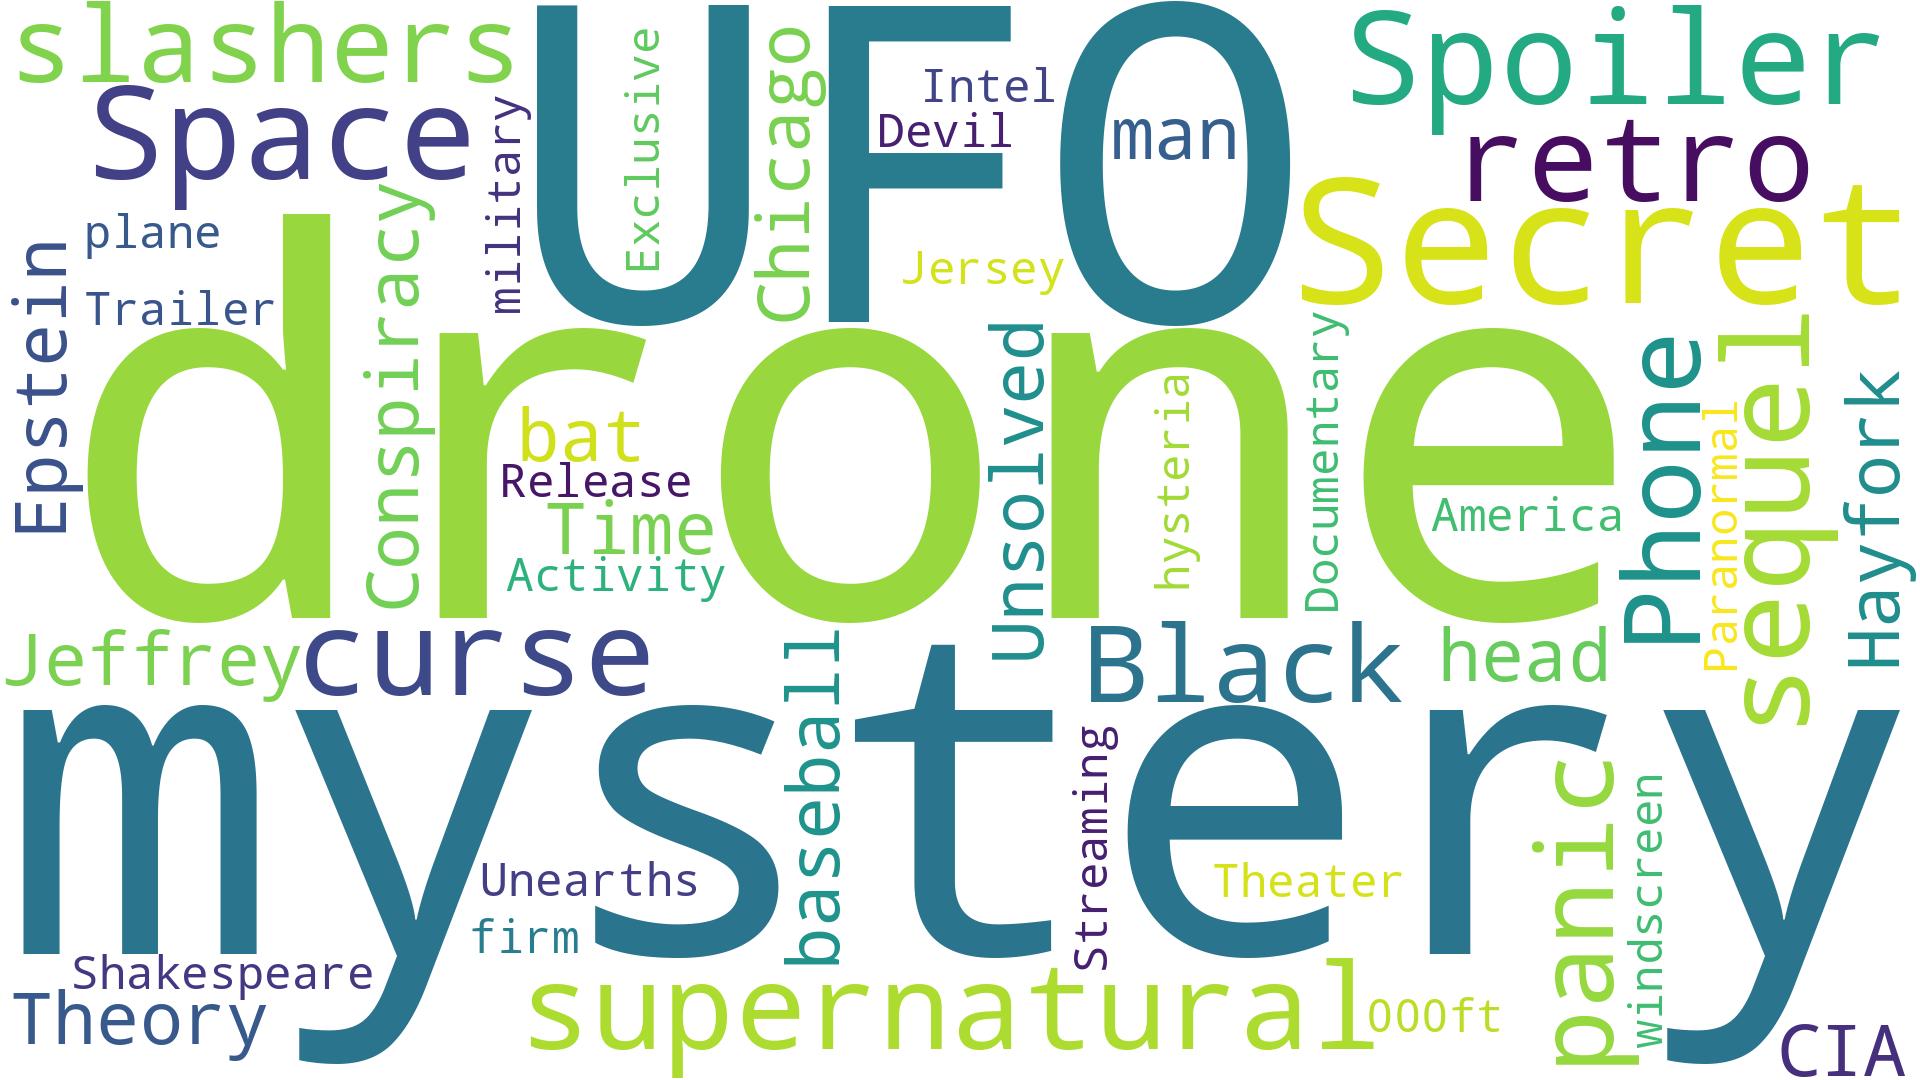 slashers
UFO
Spoiler
Space
military
Exclusive
Chicago
Intel
Devil
man
retro
Secret
plane
Trailer
Epstein
Conspiracy
Jersey
drone
bat
Release
Time
Activity
Unsolved
hysteria
Documentary
America
Phone
Paranormal
sequel
Hayfork
Jeffrey
curse
baseball
Black
head
mystery
Streaming
Unearths
firm
Theater
panic
windscreen
Shakespeare
Theory
supernatural
000ft
CIA